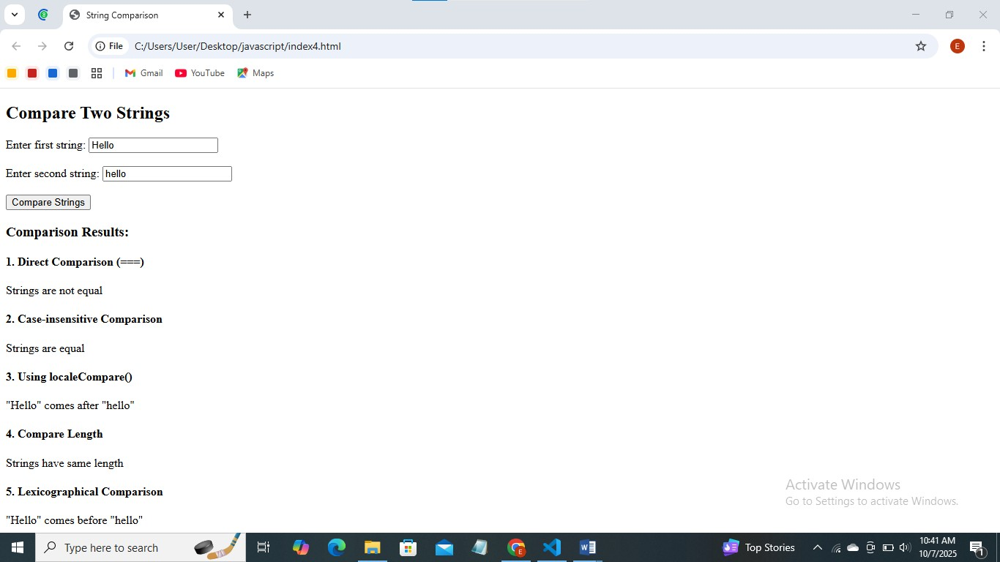 String Comparison
File C:/Users/User/Desktop/javascript/index4.html E
Gmail YouTube Maps
Compare Two Strings
Enter first string: Hello
Enter second string: hello
Compare Strings
Comparison Results:
1. Direct Comparison (===)
Strings are not equal
2. Case-insensitive Comparison
Strings are equal
3. Using localeCompare()
"Hello" comes after "hello"
4. Compare Length
Strings have same length
5. Lexicographical Comparison
"Hello" comes before "hello"
Activate Windows
Go to Settings to activate Windows.
Type here to search E W Top Stories 10:41 AM 1
10/7/2025